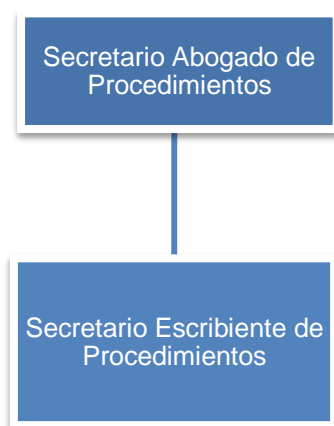 Secretario Abogado de
Procedimientos
Secretario Escribiente de
Procedimientos